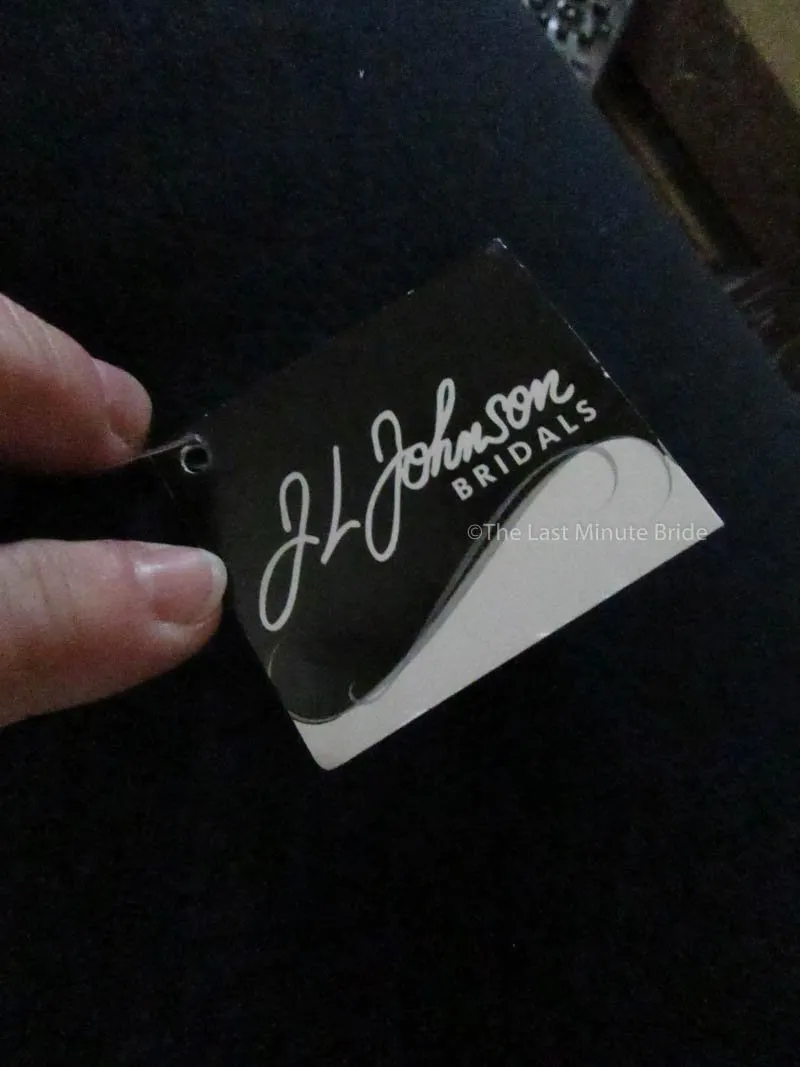 JL Johnson
BRIDALS
©The Last Minute Bride